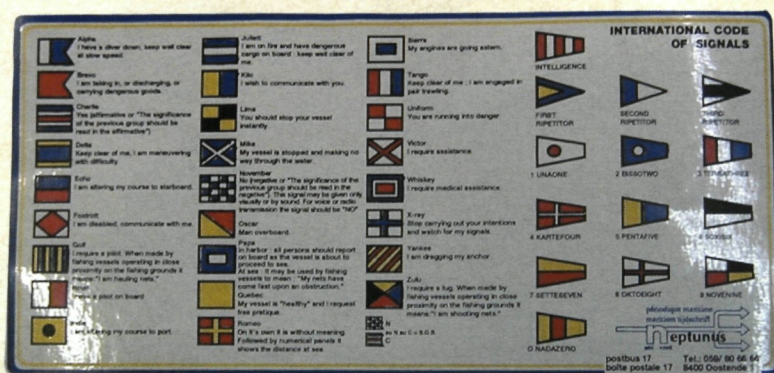 INTERNATIONAL CODE
OF SIGNALS
Alpha
I have a diver down, keep well clear
at slow speed.
Bravo
I am taking in, or discharging, or
carrying dangerous goods.
Charlie
Yes (affirmative or "The significance
of the previous group should be
read in the affirmative")
Delta
Keep clear of me, I am maneuvering
with difficulty.
Echo
I am altering my course to starboard.
Foxtrott
I am disabled, communicate with me.
Golf
I require a pilot. When made by
fishing vessels operating in close
proximity on the fishing grounds it
means: "I am hauling nets."
a pilot on board
India
I am altering my course to port.
Juliett
I am on fire and have dangerous
cargo on board : keep well clear of
me.
Kilo
I wish to communicate with you.
Lima
You should stop your vessel
instantly.
Mike
My vessel is stopped and making no
way through the water.
November
No (negative or "The significance of the
previous group should be read in the
negative"). This signal may be given only
visually or by sound. For voice or radio
transmission the signal should be "NO"
Oscar
Man overboard.
Papa
In harbor : all persons should report
on board as the vessel is about to
proceed to sea.
At sea : It may be used by fishing
vessels to mean : "My nets have
come fast upon an obstruction."
Quebec
My vessel is "healthy" and I request
free pratique.
Romeo
On it's own it is without meaning.
Followed by numerical panels it
shows the distance at sea
Sierra
My engines are going astern.
Tango
Keep clear of me ; I am engaged in
pair trawling.
Uniform
You are running into danger
Victor
I require assistance.
Whiskey
I require medical assistance.
X-ray
Stop carrying out your intentions
and watch for my signals.
Yankee
I am dragging my anchor
Zulu
I require a tug. When made by
fishing vessels operating in close
proximity on the fishing grounds it
means: "I am shooting nets."
N
C
INTELLIGENCE
FIRST
REPETITOR
SECOND
REPETITOR
THIRD
REPETITOR
1 UNAONE
2 BISSOTWO
3 TERRATHREE
4 KARTEFOUR
5 PENTAFIVE
6 SOXISIX
7 SETTESEVEN
8 OKTOEIGHT
9 NOVENINE
0 NADAZERO
périodique maritime
maritiem tijdschrift
neptunus
postbus 17 Tel.: 059/ 80 66 66
boîte postale 17 8400 Oostende